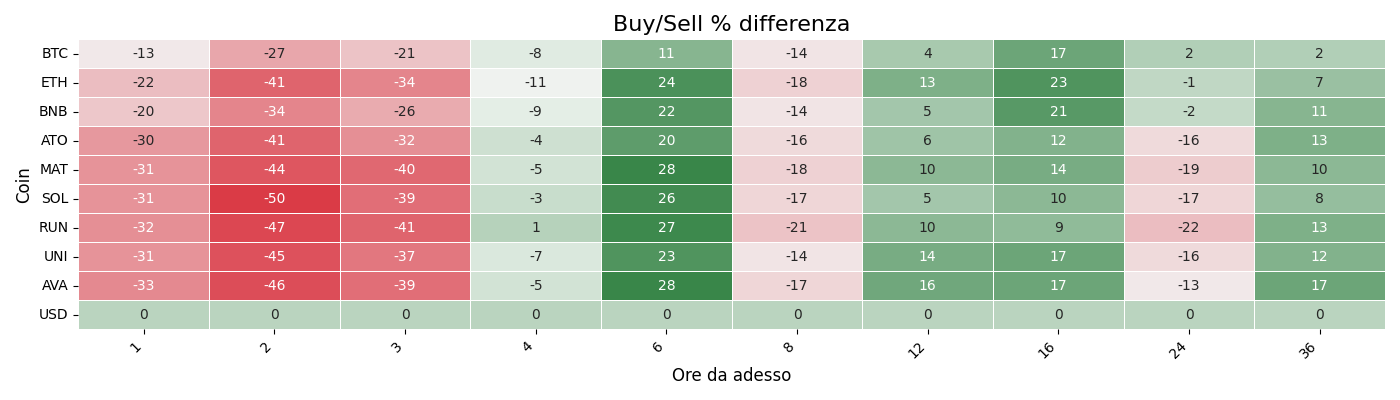 Buy/Sell % differenza
Coin
BTC -13 -27 -21 -8 11 -14 4 17 2 2
ETH -22 -41 -34 -11 24 -18 13 23 -1 7
BNB -20 -34 -26 -9 22 -14 5 21 -2 11
ATO -30 -41 -32 -4 20 -16 6 12 -16 13
MAT -31 -44 -40 -5 28 -18 10 14 -19 10
SOL -31 -50 -39 -3 26 -17 5 10 -17 8
RUN -32 -47 -41 1 27 -21 10 9 -22 13
UNI -31 -45 -37 -7 23 -14 14 17 -16 12
AVA -33 -46 -39 -5 28 -17 16 17 -13 17
USD 0 0 0 0 0 0 0 0 0 0
1 2 3 4 6 8 12 16 24 36
Ore da adesso